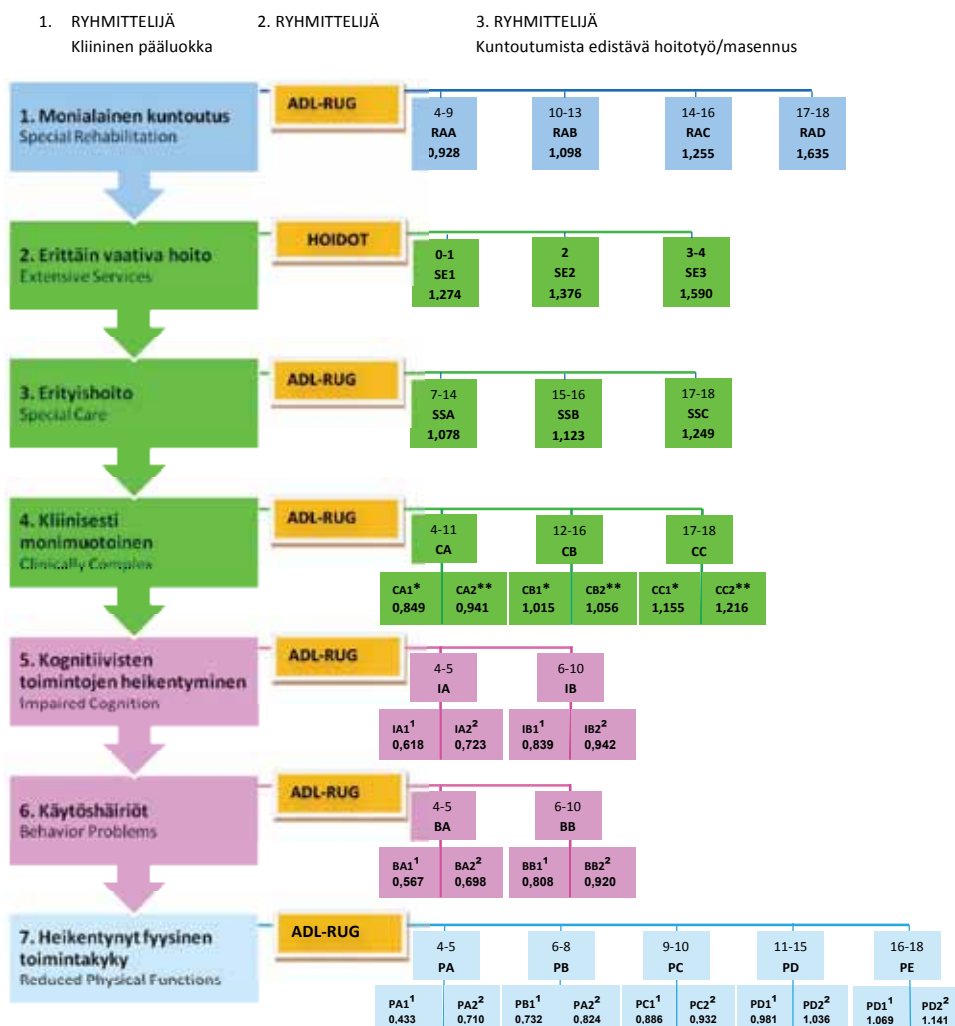 1. RYHMITTELIJÄ 2. RYHMITTELIJÄ 3. RYHMITTELIJÄ
Kliininen pääluokka Kuntoutumista edistävä hoitotyö/masennus
1. Monialainen kuntoutus
Special Rehabilitation
ADL-RUG
4-9 10-13 14-16 17-18
RAA RAB RAC RAD
0,928 1,098 1,255 1,635
2. Erittäin vaativa hoito
Extensive Services
HOIDOT
0-1 2 3-4
SE1 SE2 SE3
1,274 1,376 1,590
3. Erityishoito
Special Care
ADL-RUG
7-14 15-16 17-18
SSA SSB SSC
1,078 1,123 1,249
4. Kliinisesti
monimuotoinen
Clinically Complex
ADL-RUG
4-11 12-16 17-18
CA CB CC
CA1* CA2** CB1* CB2** CC1* CC2**
0,849 0,941 1,015 1,056 1,155 1,216
5. Kognitiivisten
toimintojen heikentyminen
Impaired Cognition
ADL-RUG
4-5 6-10
IA IB
IA1¹ IA2² IB1¹ IB2²
0,618 0,723 0,839 0,942
6. Käytöshäiriöt
Behavior Problems
ADL-RUG
4-5 6-10
BA BB
BA1¹ BA2² BB1¹ BB2²
0,567 0,698 0,808 0,920
7. Heikentynyt fyysinen
toimintakyky
Reduced Physical Functions
ADL-RUG
4-5 6-8 9-10 11-15 16-18
PA PB PC PD PE
PA1¹ PA2² PB1¹ PA2² PC1¹ PC2² PD1¹ PD2² PD1¹ PD2²
0,433 0,710 0,732 0,824 0,886 0,932 0,981 1,036 1.069 1.141